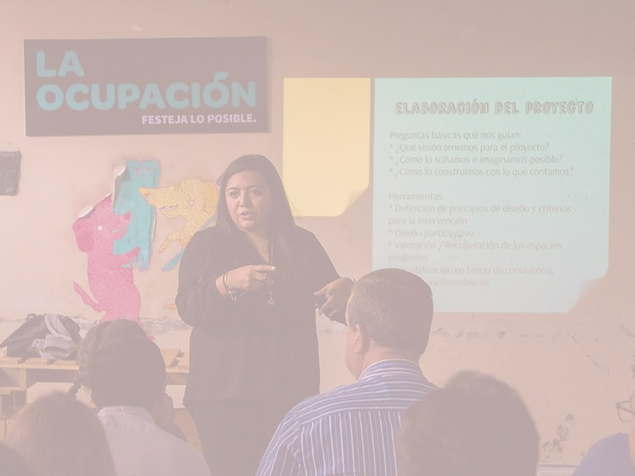 LA
OCUPACIÓN
FESTEJA LO POSIBLE.
ELABORACIÓN DEL PROYECTO
Preguntas básicas que nos guían:
* ¿Qué visión tenemos para el proyecto?
* ¿Cómo lo soñamos e imaginamos posible?
* ¿Cómo lo construimos con lo que contamos?
Herramientas:
* Definición de principios de diseño y criterios
para la intervención
* Diseño participativo
* Valoración / Recuperación de los espacios
existentes
en temas de convivencia,
medioambiente